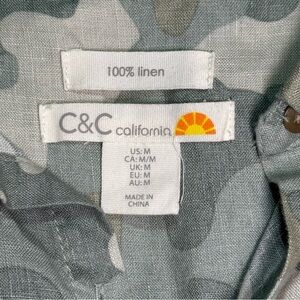 100% linen
C&C california
US: M
CA: M/M
UK: M
EU: M
AU: M
MADE IN
CHINA